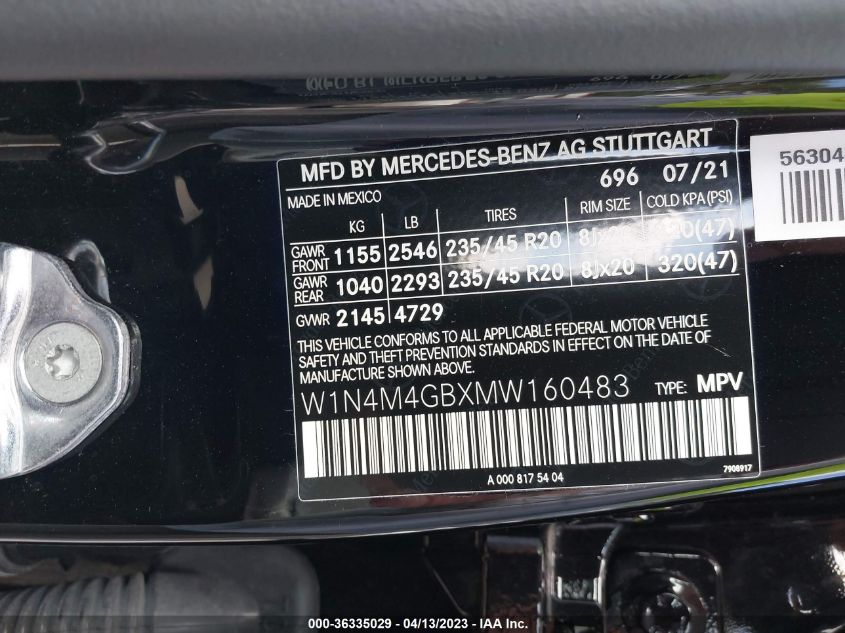 MFD BY MERCEDES-BENZ AG STUTTGART
696 07/21
MADE IN MEXICO
KG LB TIRES RIM SIZE COLD KPA (PSI)
GAWR FRONT 1155 2546 235/45 R20
GAWR REAR 1040 2293 235/45 R20 8Jx20 320(47)
GVWR 2145 4729
THIS VEHICLE CONFORMS TO ALL APPLICABLE FEDERAL MOTOR VEHICLE
SAFETY AND THEFT PREVENTION STANDARDS IN EFFECT ON THE DATE OF
MANUFACTURE SHOWN ABOVE.
W1N4M4GBXMW160483 TYPE: MPV
A 000 817 54 04
7908917
56304
000-36335029 - 04/13/2023 - IAA Inc.